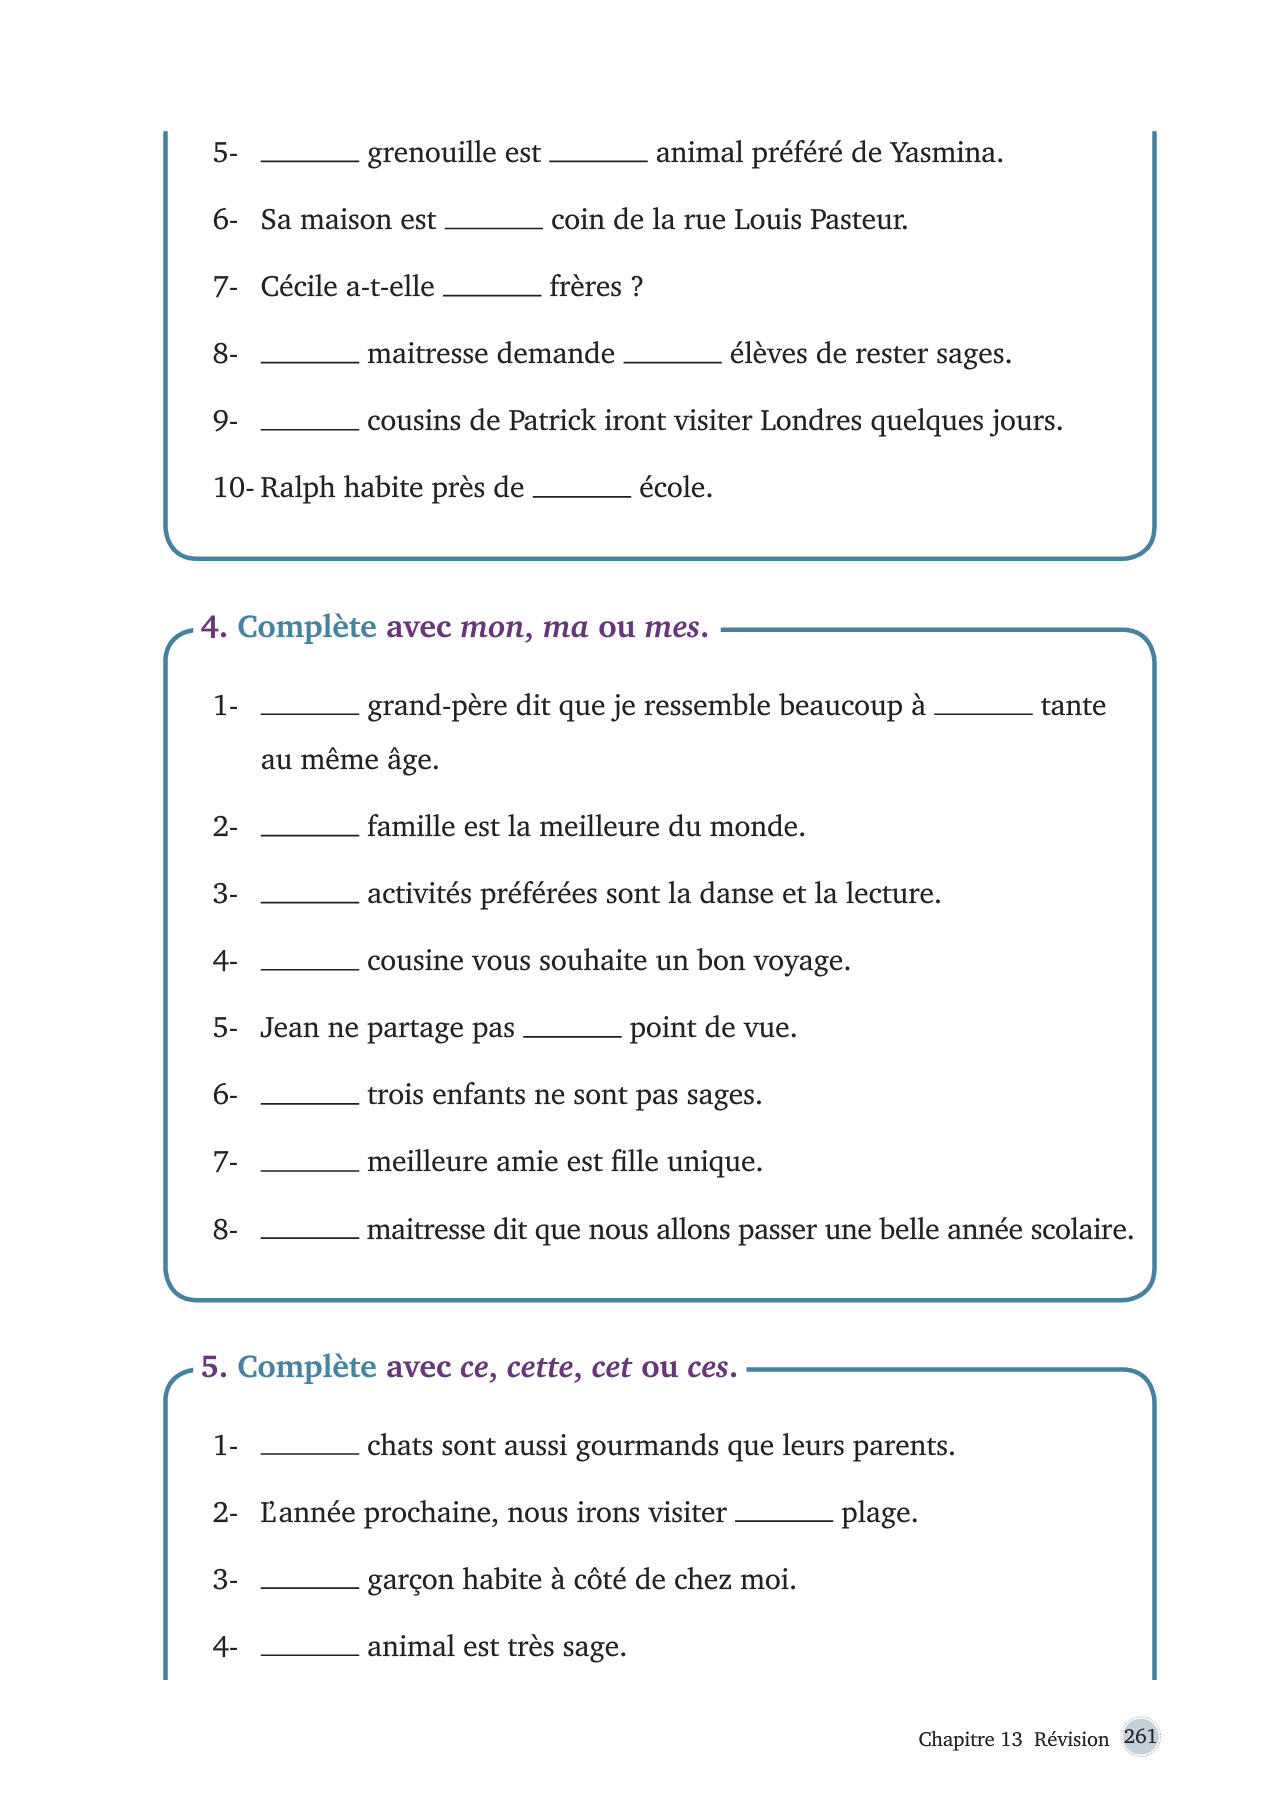 5- _______ grenouille est _______ animal préféré de Yasmina.
6- Sa maison est _______ coin de la rue Louis Pasteur.
7- Cécile a-t-elle _______ frères ?
8- _______ maitresse demande _______ élèves de rester sages.
9- _______ cousins de Patrick iront visiter Londres quelques jours.
10- Ralph habite près de _______ école.
4. Complète avec mon, ma ou mes.
1- _______ grand-père dit que je ressemble beaucoup à _______ tante
au même âge.
2- _______ famille est la meilleure du monde.
3- _______ activités préférées sont la danse et la lecture.
4- _______ cousine vous souhaite un bon voyage.
5- Jean ne partage pas _______ point de vue.
6- _______ trois enfants ne sont pas sages.
7- _______ meilleure amie est fille unique.
8- _______ maitresse dit que nous allons passer une belle année scolaire.
5. Complète avec ce, cette, cet ou ces.
1- _______ chats sont aussi gourmands que leurs parents.
2- L’année prochaine, nous irons visiter _______ plage.
3- _______ garçon habite à côté de chez moi.
4- _______ animal est très sage.
Chapitre 13 Révision 261